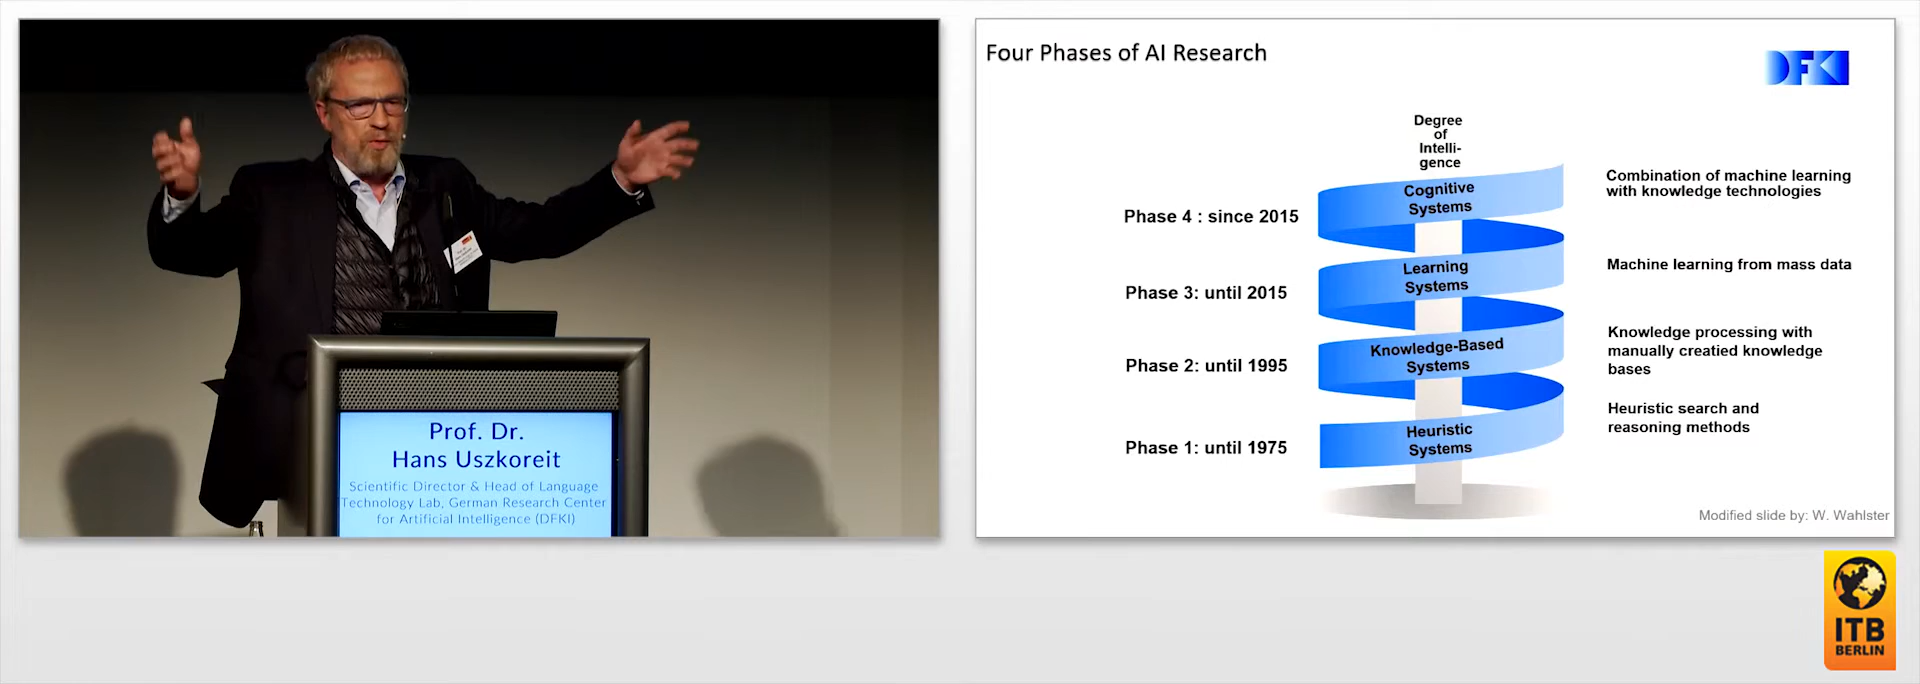 Prof. Dr.
Hans Uszkoreit
Scientific Director & Head of Language
Technology Lab, German Research Center
for Artificial Intelligence (DFKI)
Four Phases of AI Research
DFKI
Degree
of
Intelli-
gence
Cognitive
Systems
Phase 4 : since 2015
Combination of machine learning
with knowledge technologies
Learning
Systems
Phase 3: until 2015
Machine learning from mass data
Knowledge-Based
Systems
Phase 2: until 1995
Knowledge processing with
manually creatied knowledge
bases
Heuristic
Systems
Phase 1: until 1975
Heuristic search and
reasoning methods
Modified slide by: W. Wahlster
ITB
BERLIN